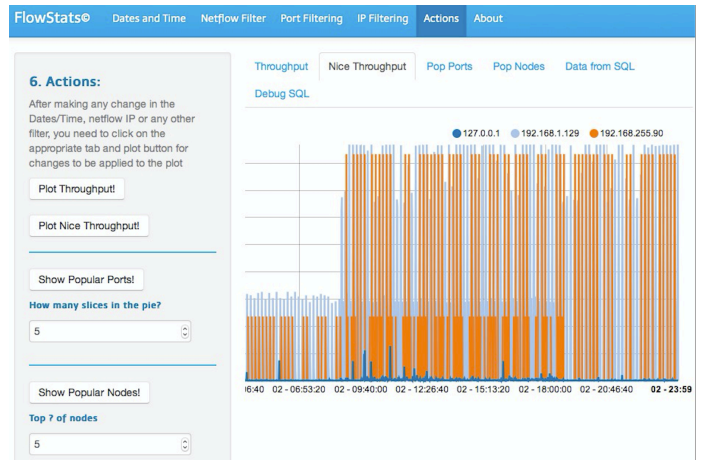 FlowStats© Dates and Time Netflow Filter Port Filtering IP Filtering Actions About
6. Actions:
After making any change in the
Dates/Time, netflow IP or any other
filter, you need to click on the
appropriate tab and plot button for
changes to be applied to the plot
Plot Throughput!
Plot Nice Throughput!
Show Popular Ports!
How many slices in the pie?
5
Show Popular Nodes!
Top ? of nodes
5
Throughput Nice Throughput Pop Ports Pop Nodes Data from SQL
Debug SQL
127.0.0.1 192.168.1.129 192.168.255.90
06:40 02 - 06:53:20 02 - 09:40:00 02 - 12:26:40 02 - 15:13:20 02 - 18:00:00 02 - 20:46:40 02 - 23:59